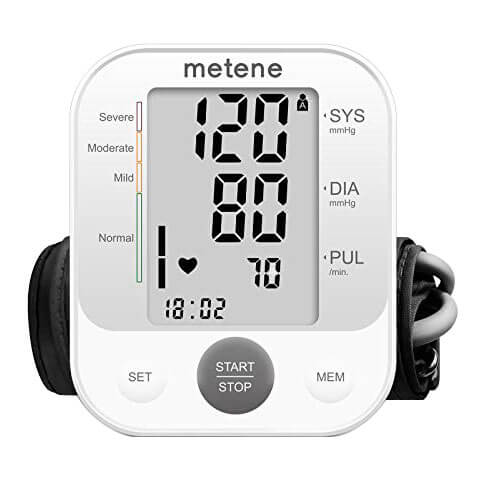 metene
Severe
Moderate
Mild
Normal
120
A
SYS
mmHg
80
DIA
mmHg
70
PUL
/min.
18:02
SET
START
STOP
MEM